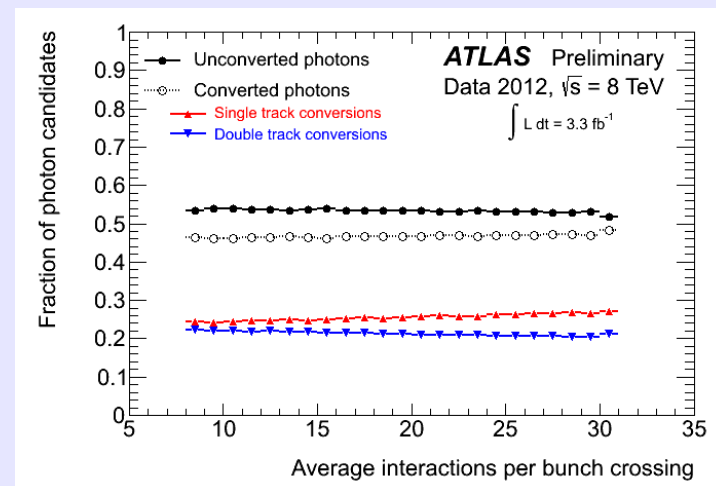 Fraction of photon candidates
1
0.9
0.8
0.7
0.6
0.5
0.4
0.3
0.2
0.1
0
Unconverted photons
Converted photons
Single track conversions
Double track conversions
ATLAS Preliminary
Data 2012, √s = 8 TeV
∫ L dt = 3.3 fb⁻¹
5 10 15 20 25 30 35
Average interactions per bunch crossing